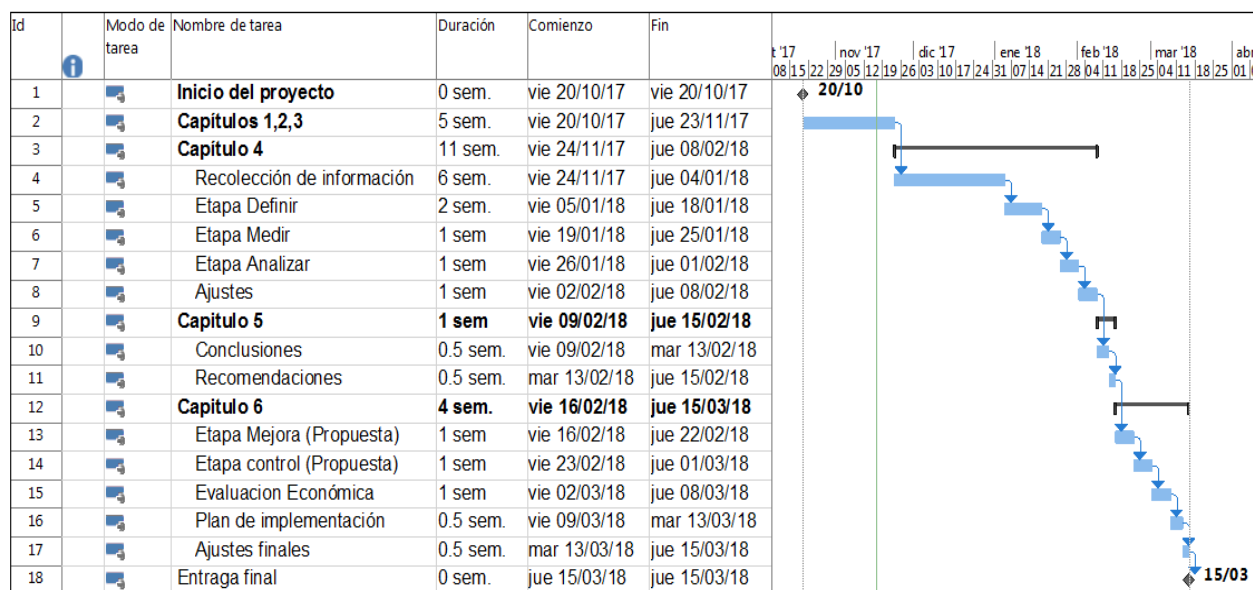 Id Modo de tarea Nombre de tarea Duración Comienzo Fin
t '17 nov '17 dic '17 ene '18 feb '18 mar '18 abr
08 15 22 29 05 12 19 26 03 10 17 24 31 07 14 21 28 04 11 18 25 04 11 18 25 01
1 Inicio del proyecto 0 sem. vie 20/10/17 vie 20/10/17 20/10
2 Capitulos 1,2,3 5 sem. vie 20/10/17 jue 23/11/17
3 Capitulo 4 11 sem. vie 24/11/17 jue 08/02/18
4 Recolección de información 6 sem. vie 24/11/17 jue 04/01/18
5 Etapa Definir 2 sem. vie 05/01/18 jue 18/01/18
6 Etapa Medir 1 sem vie 19/01/18 jue 25/01/18
7 Etapa Analizar 1 sem vie 26/01/18 jue 01/02/18
8 Ajustes 1 sem vie 02/02/18 jue 08/02/18
9 Capitulo 5 1 sem vie 09/02/18 jue 15/02/18
10 Conclusiones 0.5 sem. vie 09/02/18 mar 13/02/18
11 Recomendaciones 0.5 sem. mar 13/02/18 jue 15/02/18
12 Capitulo 6 4 sem. vie 16/02/18 jue 15/03/18
13 Etapa Mejora (Propuesta) 1 sem vie 16/02/18 jue 22/02/18
14 Etapa control (Propuesta) 1 sem vie 23/02/18 jue 01/03/18
15 Evaluacion Económica 1 sem vie 02/03/18 jue 08/03/18
16 Plan de implementación 0.5 sem. vie 09/03/18 mar 13/03/18
17 Ajustes finales 0.5 sem. mar 13/03/18 jue 15/03/18
18 Entraga final 0 sem. jue 15/03/18 jue 15/03/18 15/03